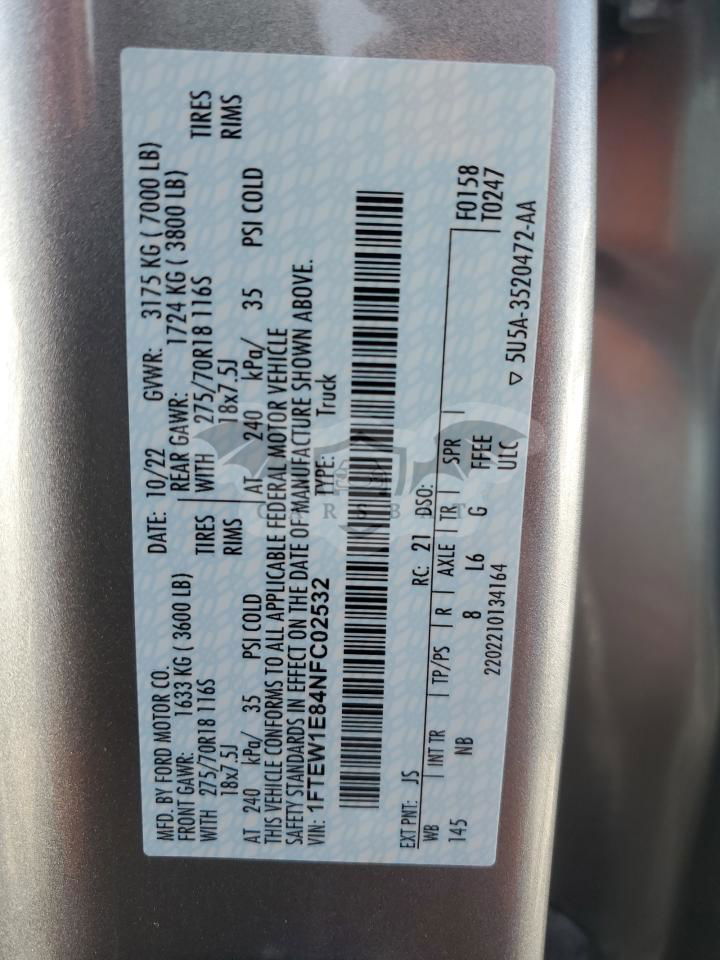 MFD. BY FORD MOTOR CO. DATE: 10/22 GVWR: 3175 KG ( 7000 LB)
FRONT GAWR: 1633 KG ( 3600 LB) REAR GAWR: 1724 KG ( 3800 LB)
WITH 275/70R18 116S TIRES WITH 275/70R18 116S TIRES
18x7.5J RIMS 18x7.5J RIMS
AT 240 kPa/ 35 PSI COLD AT 240 kPa/ 35 PSI COLD
THIS VEHICLE CONFORMS TO ALL APPLICABLE FEDERAL MOTOR VEHICLE
SAFETY STANDARDS IN EFFECT ON THE DATE OF MANUFACTURE SHOWN ABOVE.
VIN: 1FTEW1E84NFC02532 TYPE: Truck
CARSBIT
EXT PNT: JS RC: 21 DSO: F0158
WB INT TR TP/PS R AXLE TR SPR T0247
145 NB 8 L6 G FFEE
2202210134164 ULC
▽ 5U5A-3520472-AA